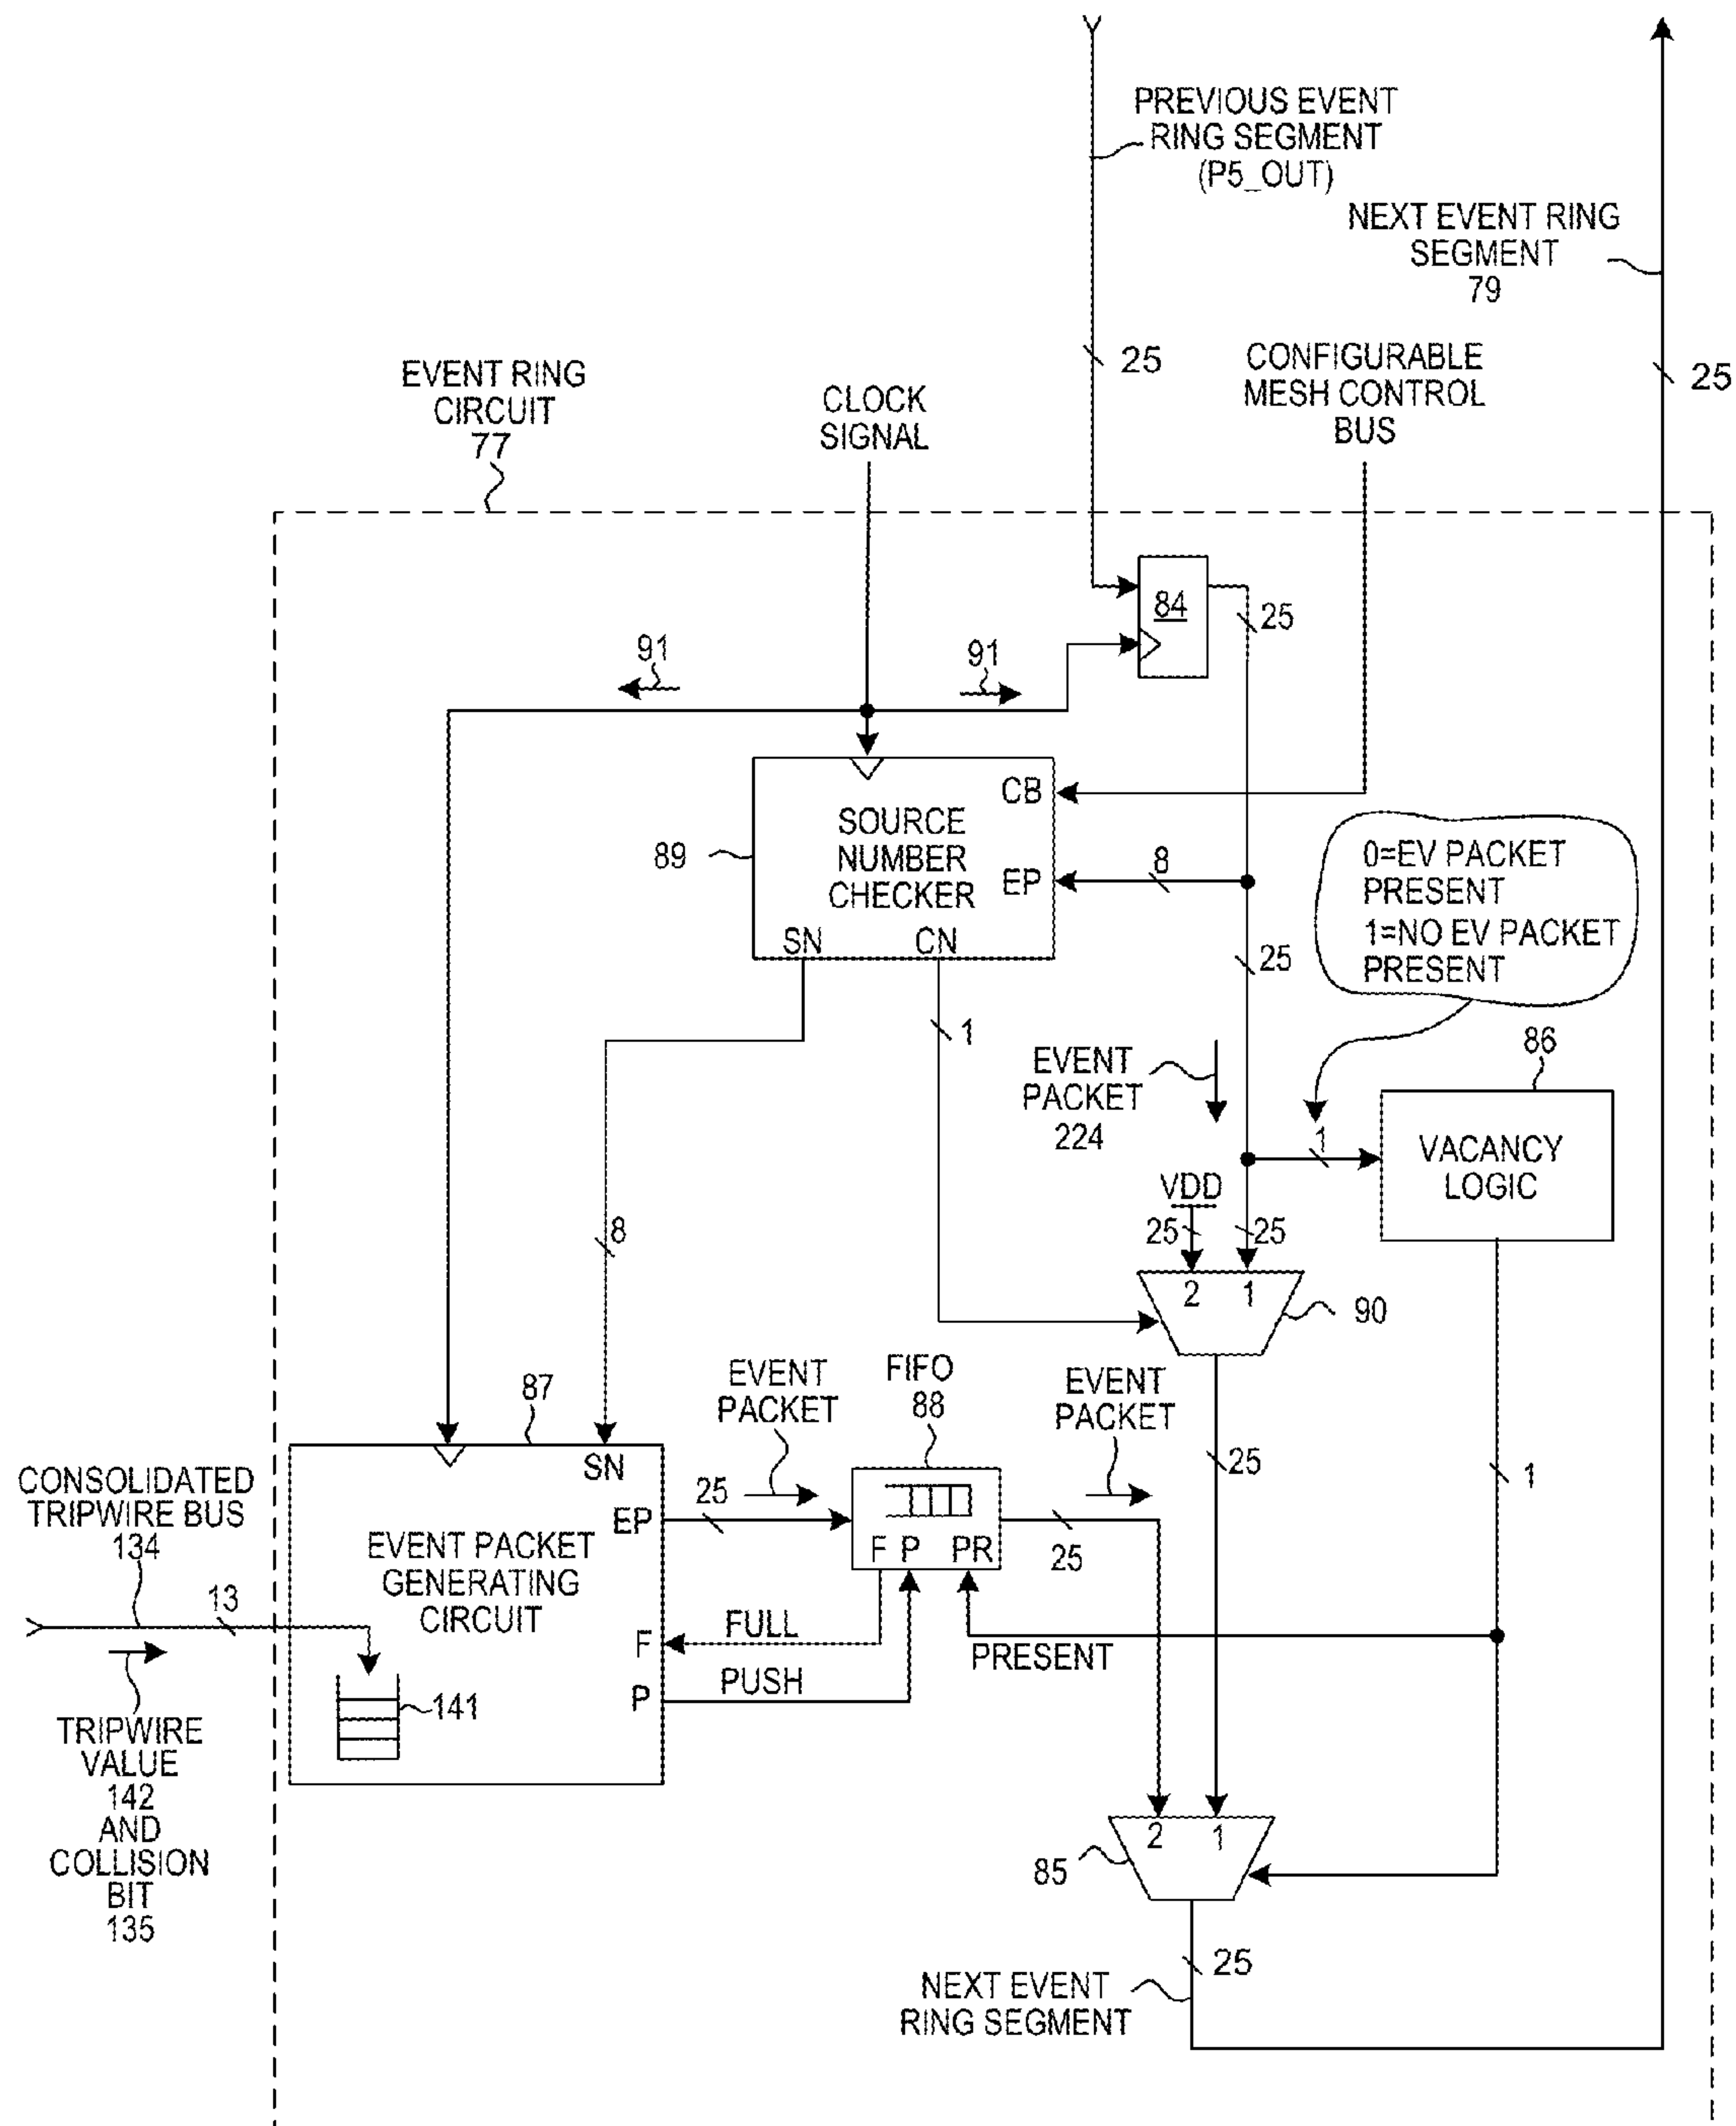 PREVIOUS EVENT
RING SEGMENT
(P5_OUT)
NEXT EVENT RING
SEGMENT
79
25
25
CONFIGURABLE
MESH CONTROL
BUS
EVENT RING
CIRCUIT
77
CLOCK
SIGNAL
84
25
91
91
CB
SOURCE
NUMBER
CHECKER
89
EP
8
SN
CN
25
0=EV PACKET
PRESENT
1=NO EV PACKET
PRESENT
1
EVENT
PACKET
224
86
1
VACANCY
LOGIC
VDD
25
25
8
2
1
90
EVENT
PACKET
FIFO
88
EVENT
PACKET
87
SN
25
1
CONSOLIDATED
TRIPWIRE BUS
134
25
EP
EVENT PACKET
GENERATING
CIRCUIT
F P PR
25
13
F
FULL
PRESENT
P
PUSH
141
TRIPWIRE
VALUE
142
AND
COLLISION
BIT
135
2
1
85
25
NEXT EVENT
RING SEGMENT